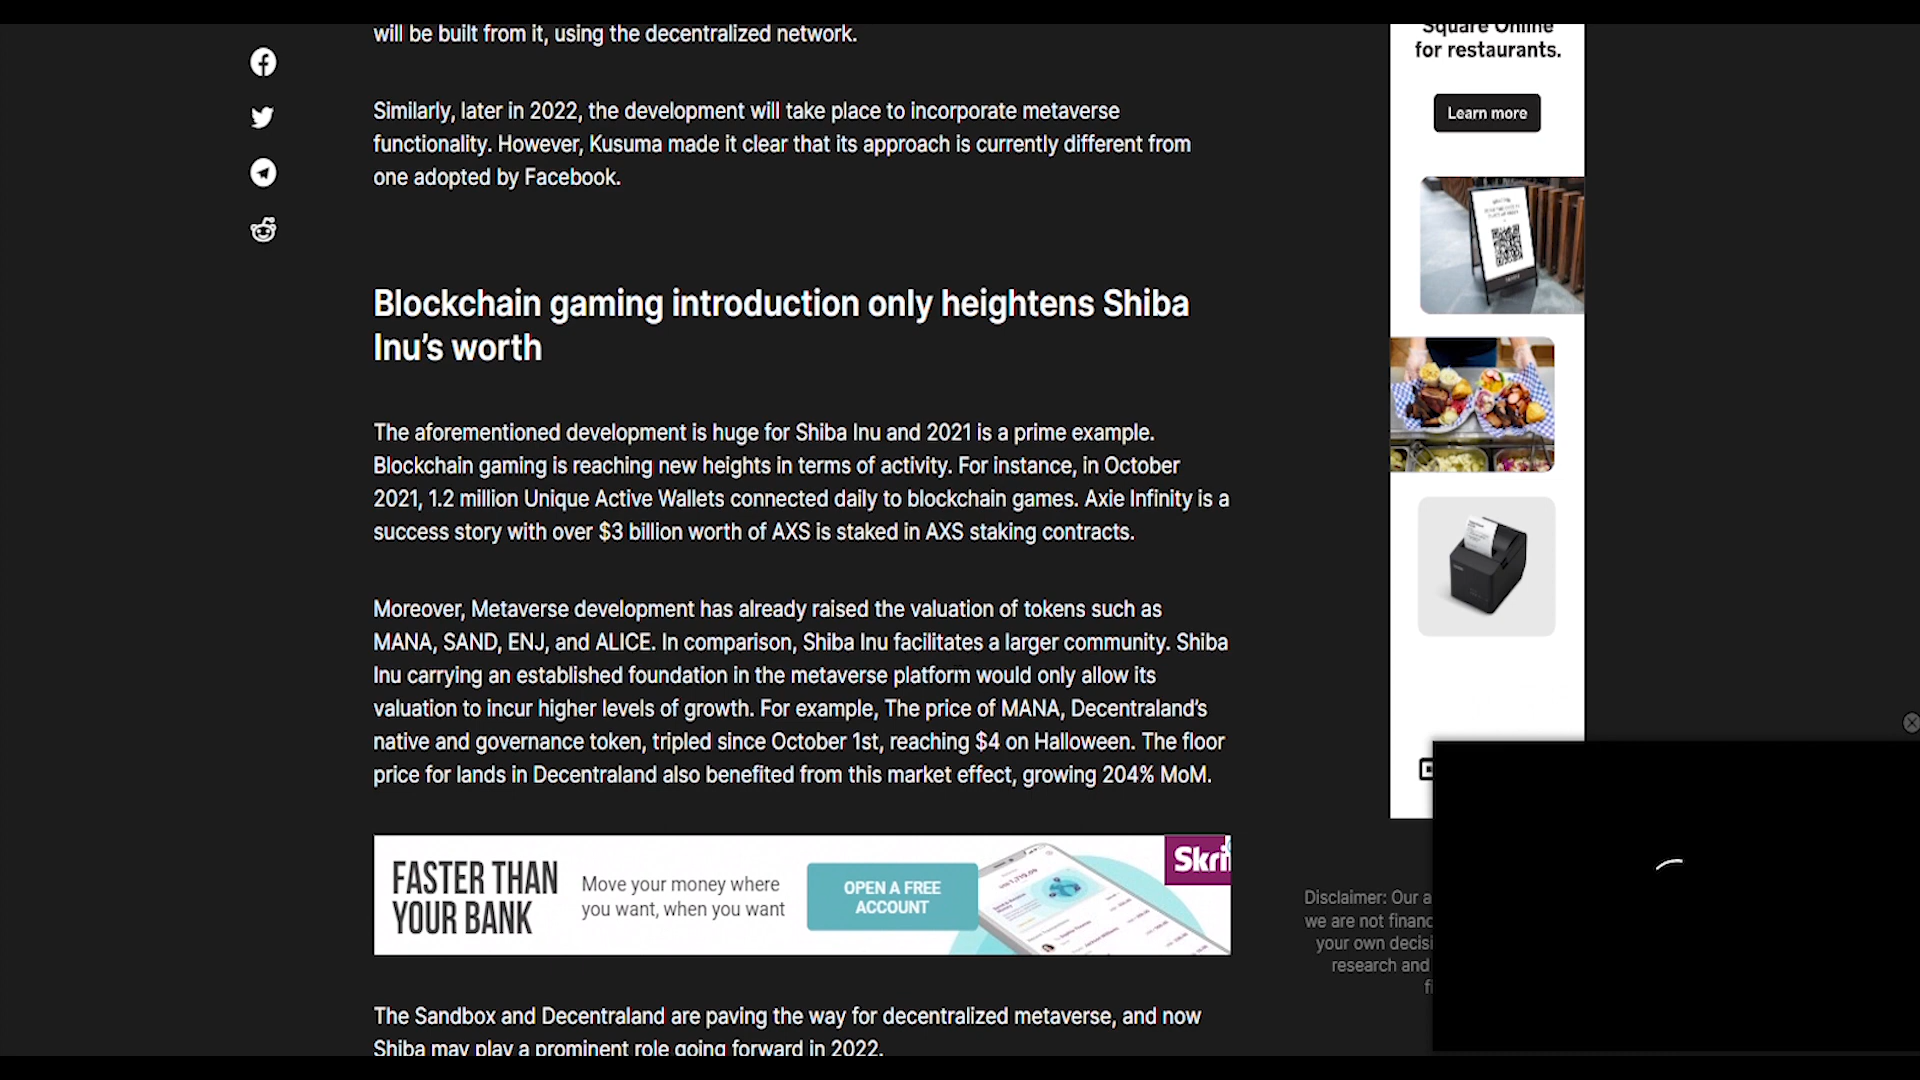 will be built from it, using the decentralized network.
Similarly, later in 2022, the development will take place to incorporate metaverse
functionality. However, Kusuma made it clear that its approach is currently different from
one adopted by Facebook.
Blockchain gaming introduction only heightens Shiba
Inu’s worth
The aforementioned development is huge for Shiba Inu and 2021 is a prime example.
Blockchain gaming is reaching new heights in terms of activity. For instance, in October
2021, 1.2 million Unique Active Wallets connected daily to blockchain games. Axie Infinity is a
success story with over $3 billion worth of AXS is staked in AXS staking contracts.
Moreover, Metaverse development has already raised the valuation of tokens such as
MANA, SAND, ENJ, and ALICE. In comparison, Shiba Inu facilitates a larger community. Shiba
Inu carrying an established foundation in the metaverse platform would only allow its
valuation to incur higher levels of growth. For example, The price of MANA, Decentraland’s
native and governance token, tripled since October 1st, reaching $4 on Halloween. The floor
price for lands in Decentraland also benefited from this market effect, growing 204% MoM.
FASTER THAN
YOUR BANK
Move your money where
you want, when you want
OPEN A FREE
ACCOUNT
Skri
The Sandbox and Decentraland are paving the way for decentralized metaverse, and now
Shiba may play a prominent role going forward in 2022.
Square Online
for restaurants.
Learn more
Disclaimer: Our a
we are not financ
your own decisi
research and